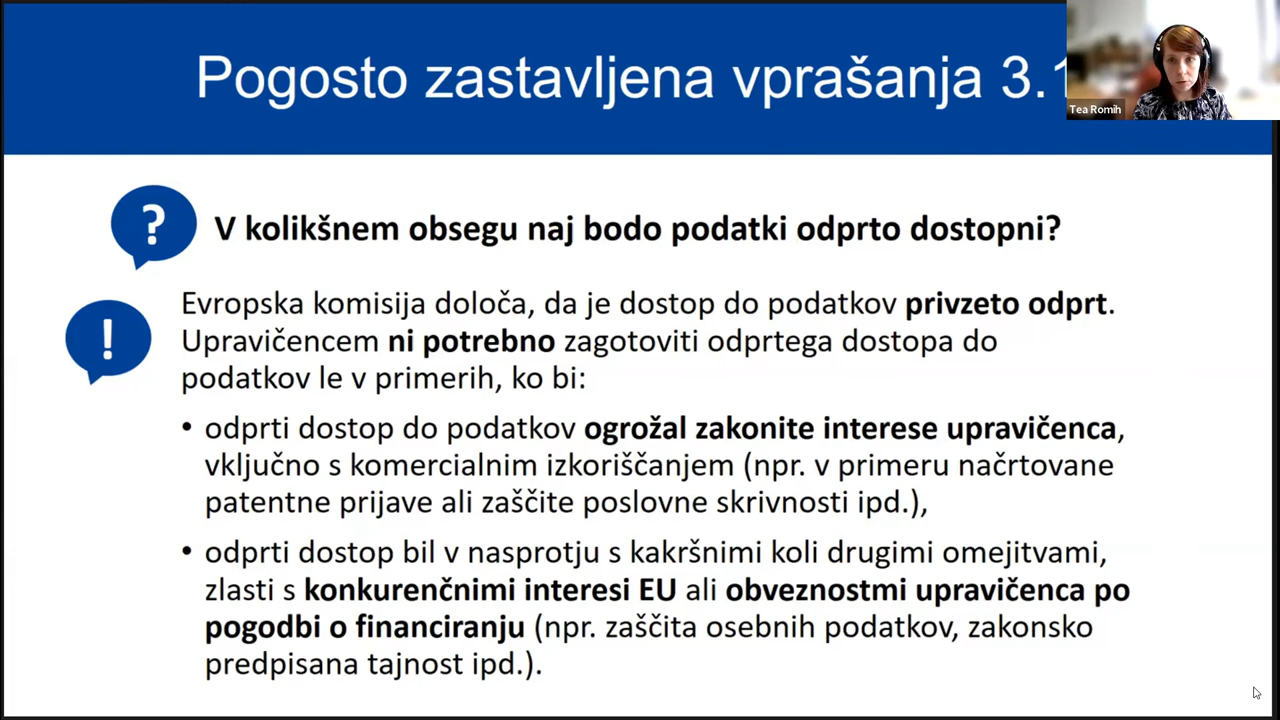 Pogosto zastavljena vprašanja 3.1
Tea Romih
?
V kolikšnem obsegu naj bodo podatki odprto dostopni?
!
Evropska komisija določa, da je dostop do podatkov privzeto odprt.
Upravičencem ni potrebno zagotoviti odprtega dostopa do
podatkov le v primerih, ko bi:
• odprti dostop do podatkov ogrožal zakonite interese upravičenca,
vključno s komercialnim izkoriščanjem (npr. v primeru načrtovane
patentne prijave ali zaščite poslovne skrivnosti ipd.),
• odprti dostop bil v nasprotju s kakršnimi koli drugimi omejitvami,
zlasti s konkurenčnimi interesi EU ali obveznostmi upravičenca po
pogodbi o financiranju (npr. zaščita osebnih podatkov, zakonsko
predpisana tajnost ipd.).